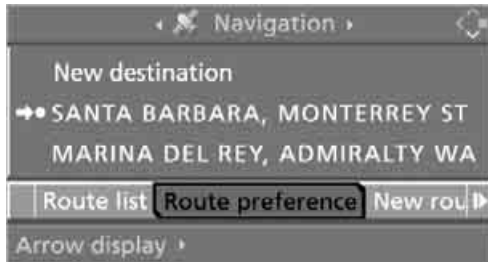 Navigation
New destination
SANTA BARBARA, MONTERREY ST
MARINA DEL REY, ADMIRALTY WA
Route list Route preference New rou
Arrow display